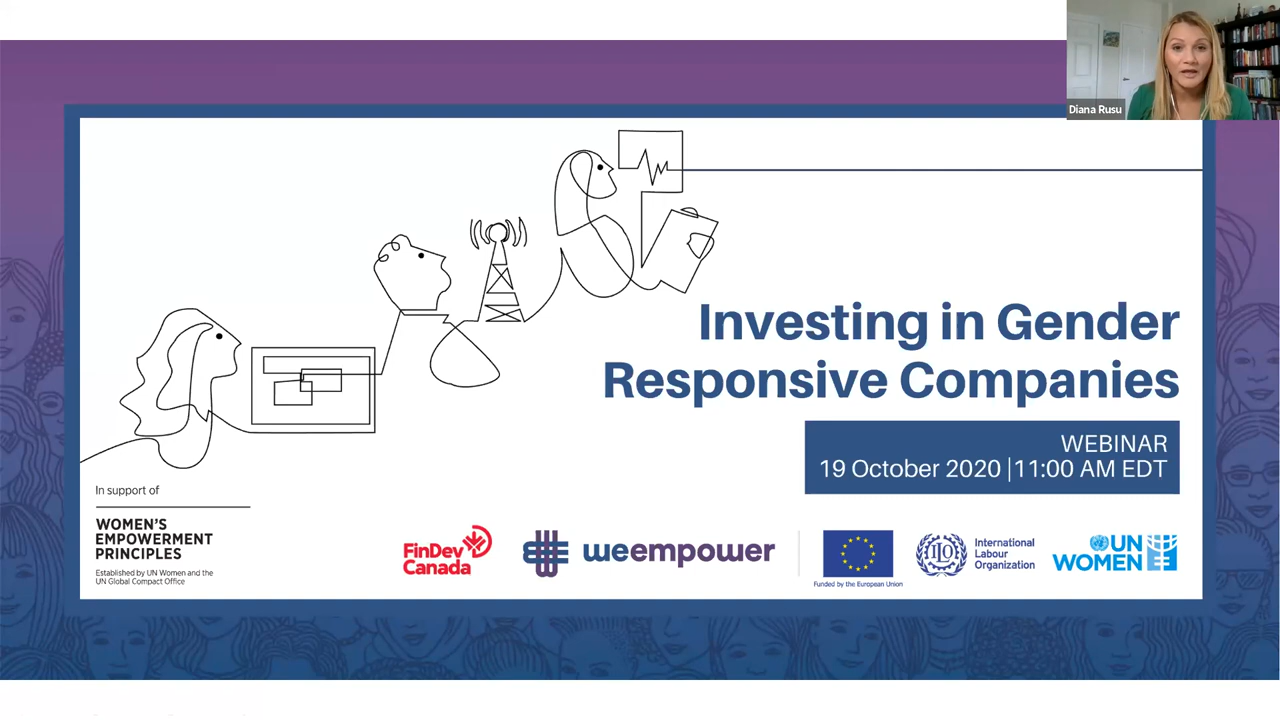 Diana Rusu
Investing in Gender
Responsive Companies
WEBINAR
19 October 2020 | 11:00 AM EDT
In support of
WOMEN'S
EMPOWERMENT
PRINCIPLES
Established by UN Women and the
UN Global Compact Office
FinDev
Canada
weempower
Funded by the European Union
ILO
International
Labour
Organization
UN
WOMEN